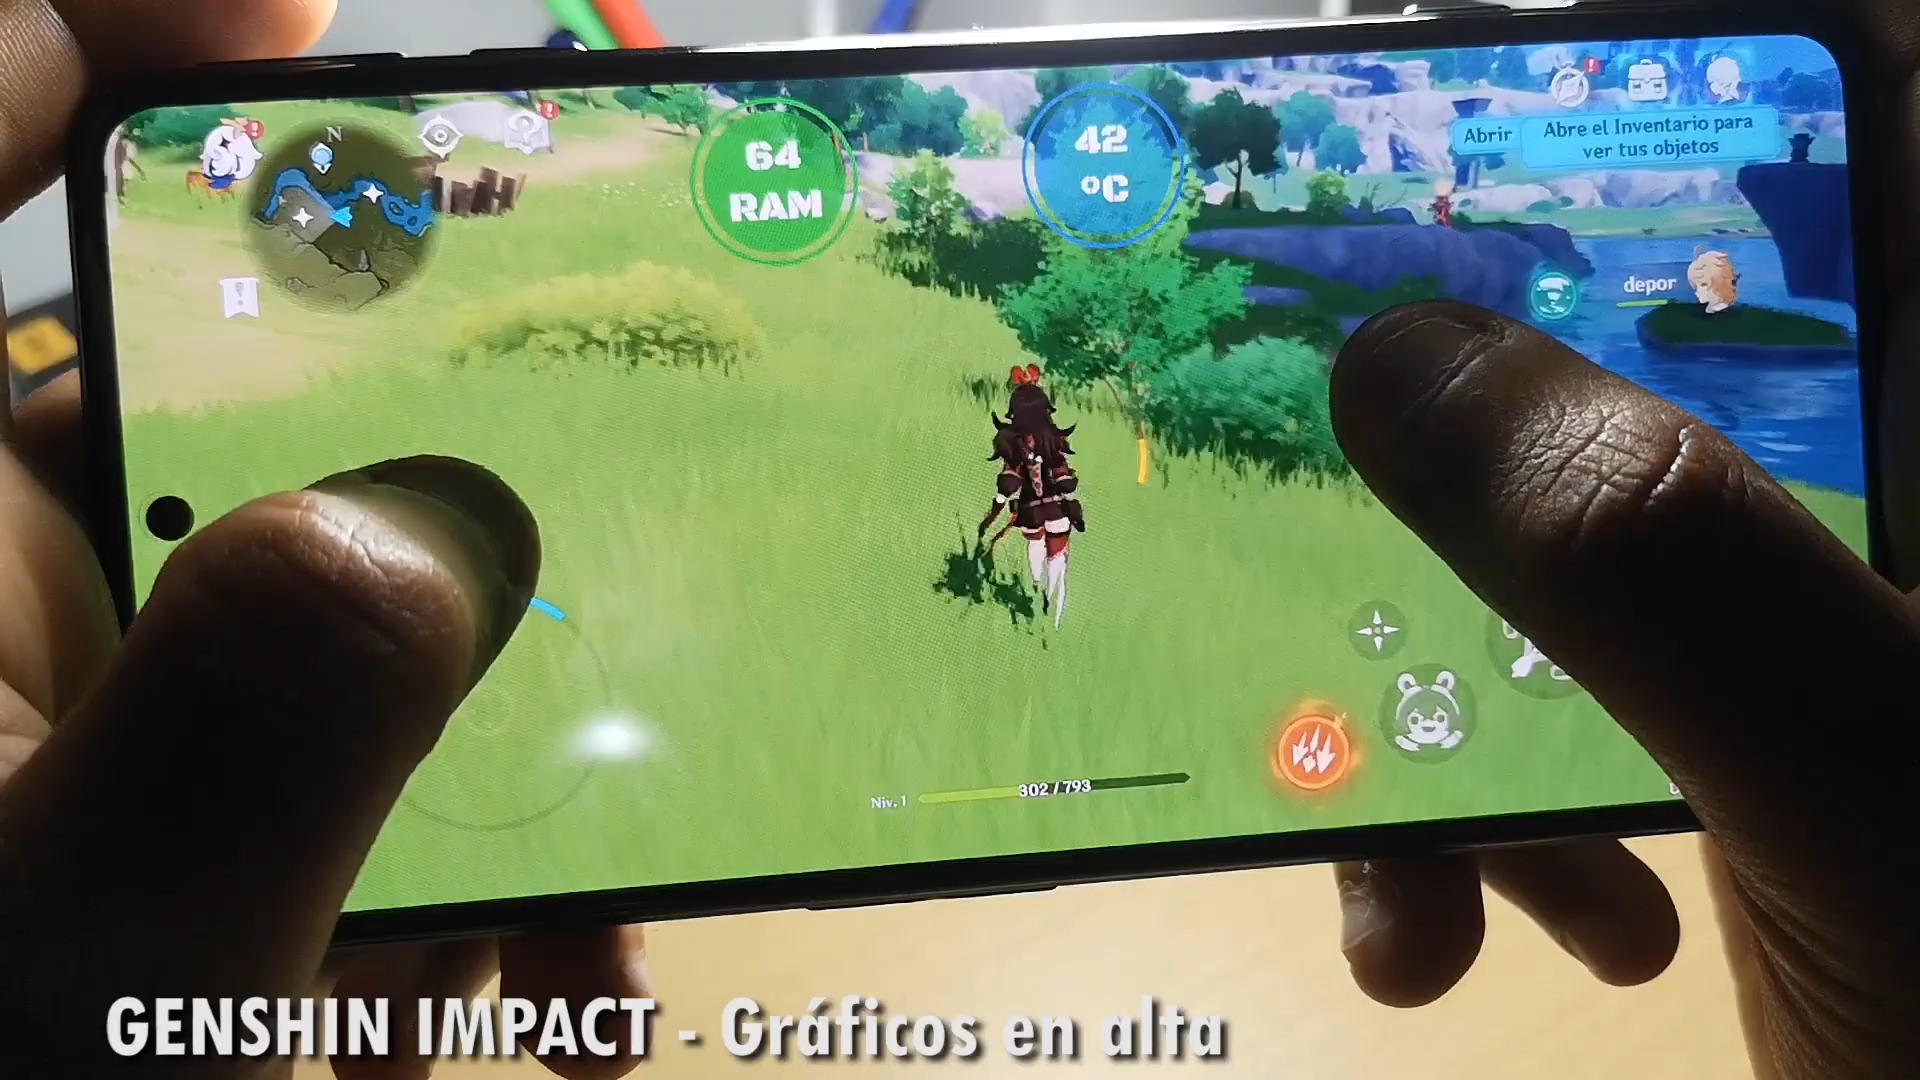 N
64
RAM
42
°C
Abrir
Abre el Inventario para
ver tus objetos
depor
Niv. 1
302 / 793
GENSHIN IMPACT - Gráficos en alta